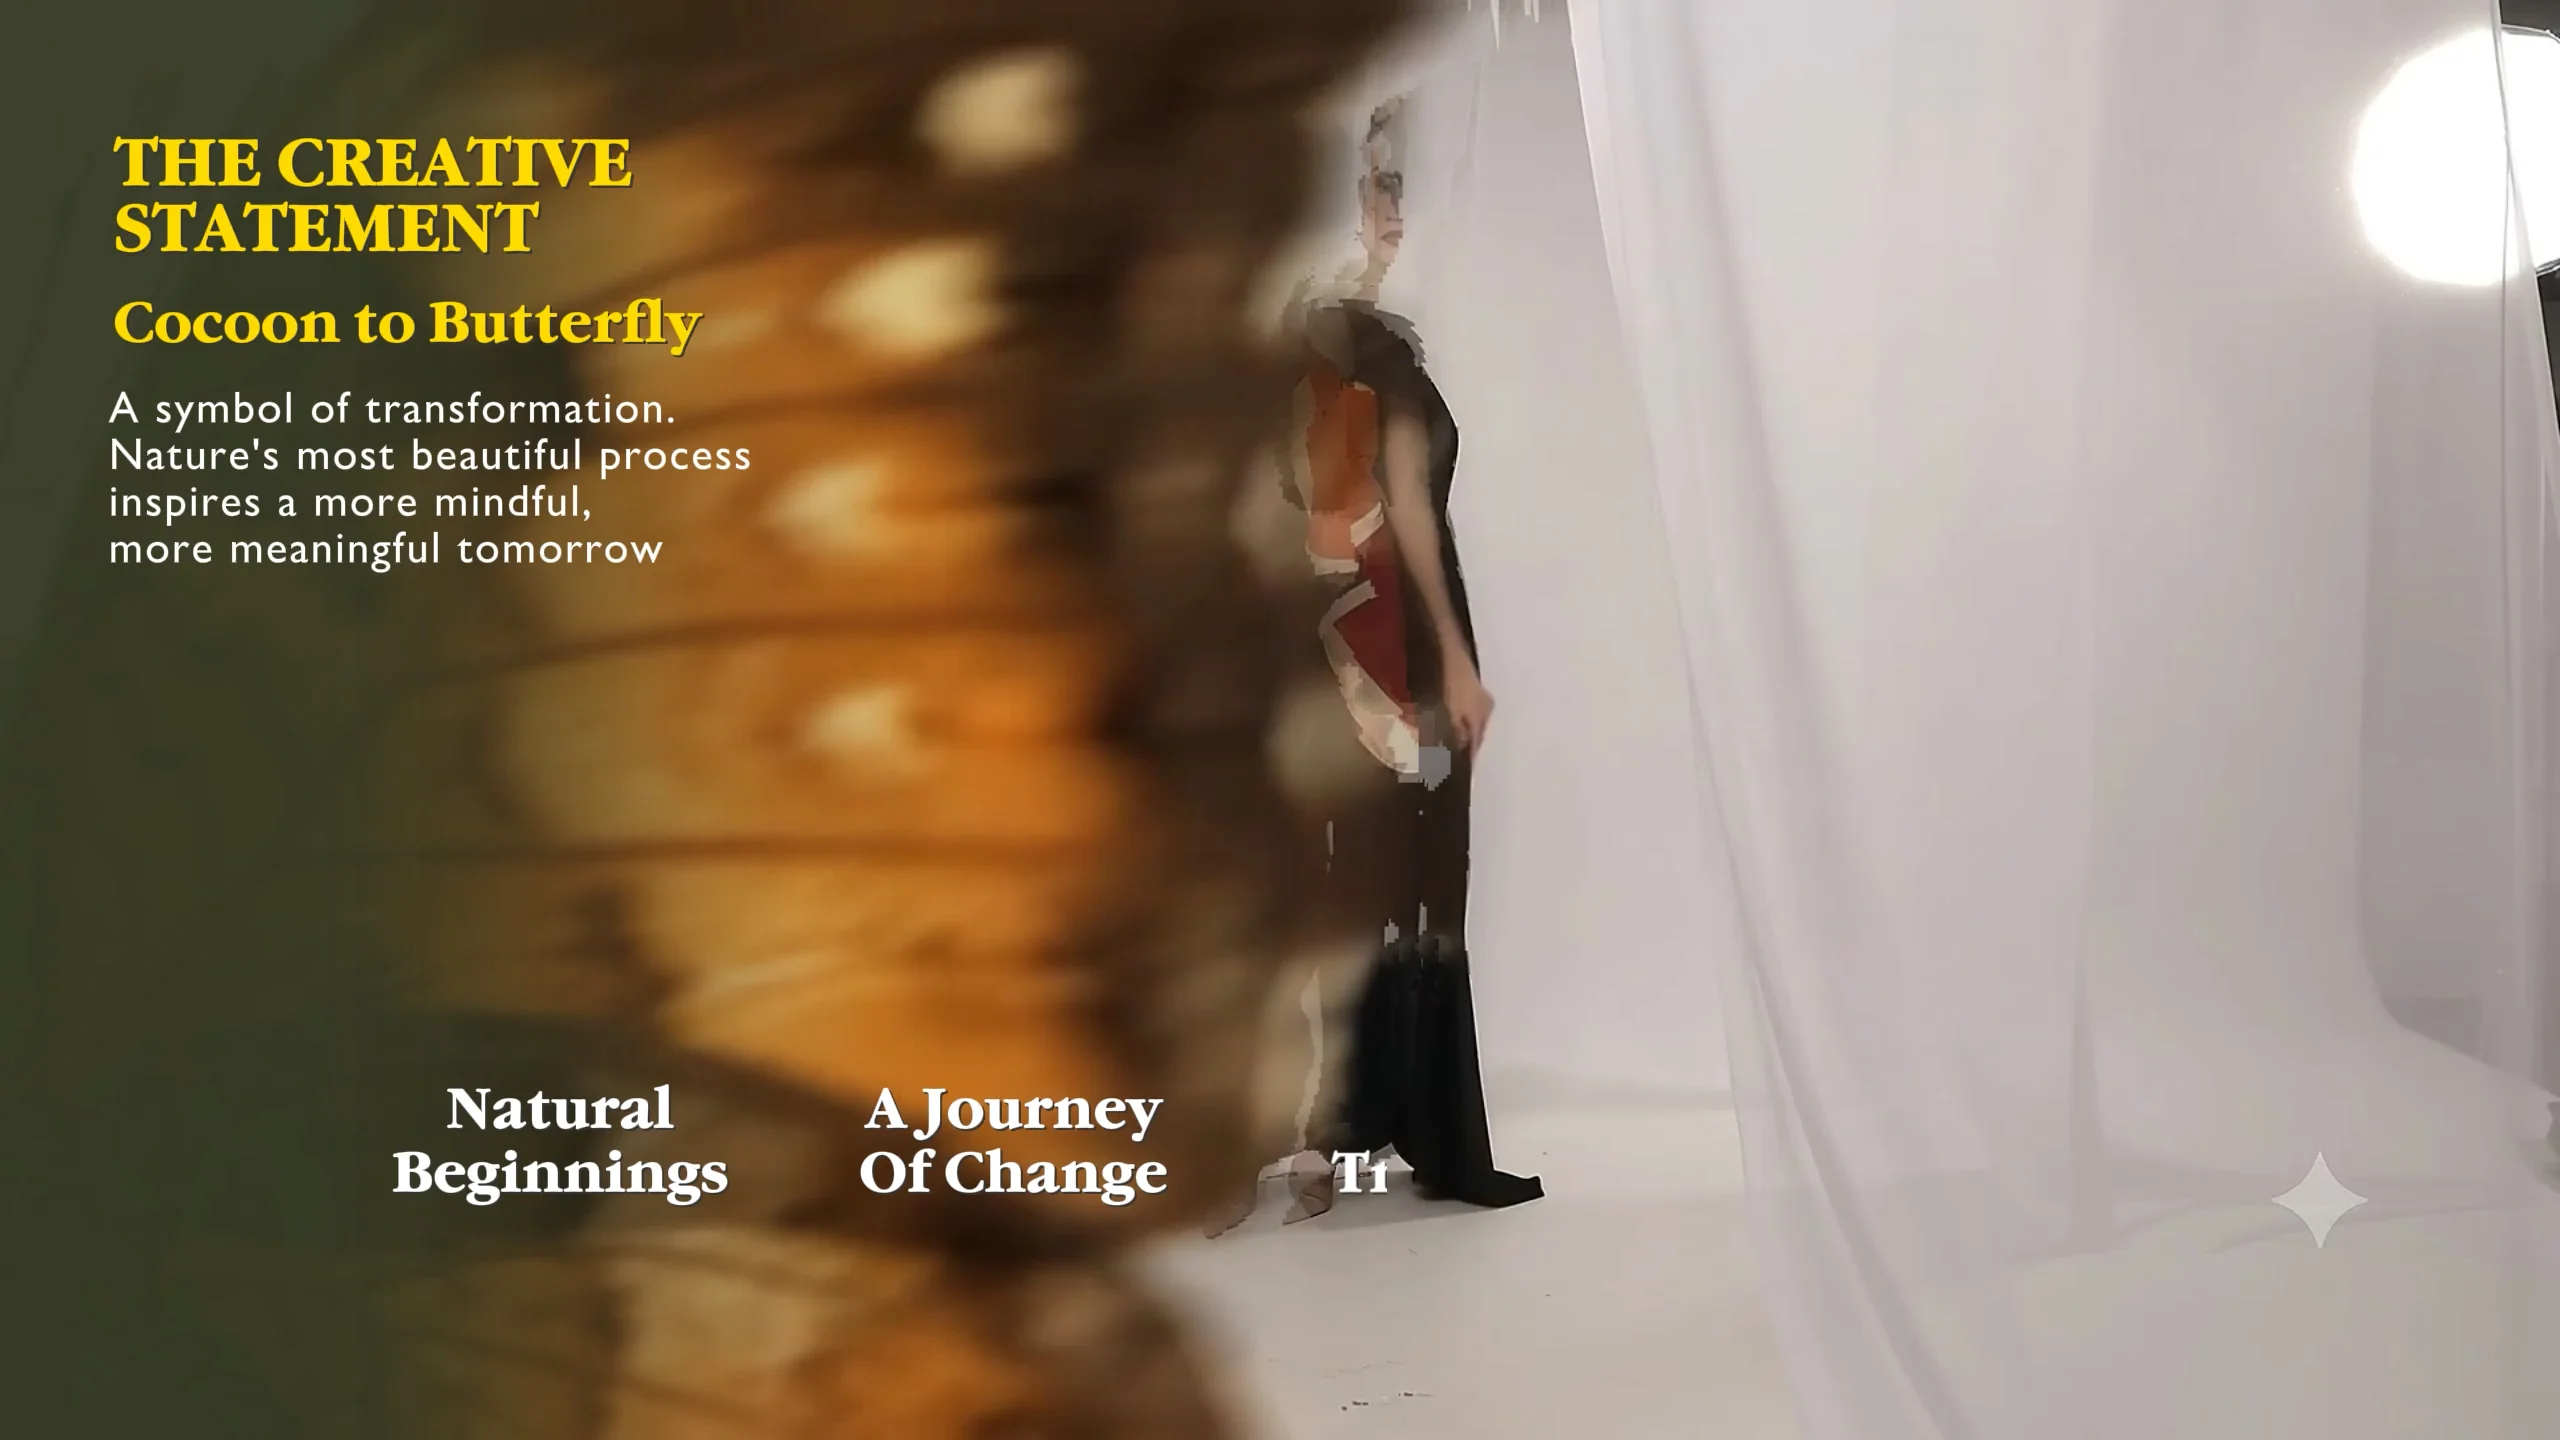 THE CREATIVE
STATEMENT
Cocoon to Butterfly
A symbol of transformation.
Nature's most beautiful process
inspires a more mindful,
more meaningful tomorrow
Natural
Beginnings
A Journey
Of Change